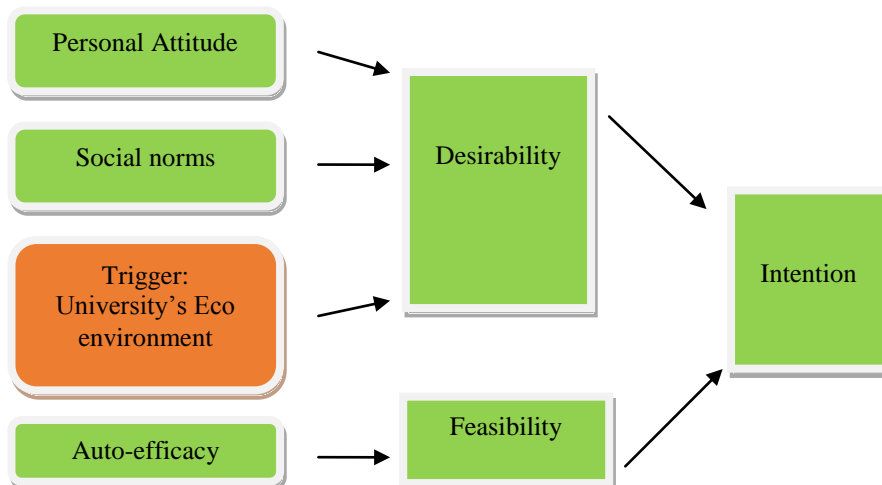 Personal Attitude
Social norms
Trigger:
University’s Eco
environment
Auto-efficacy
Desirability
Feasibility
Intention